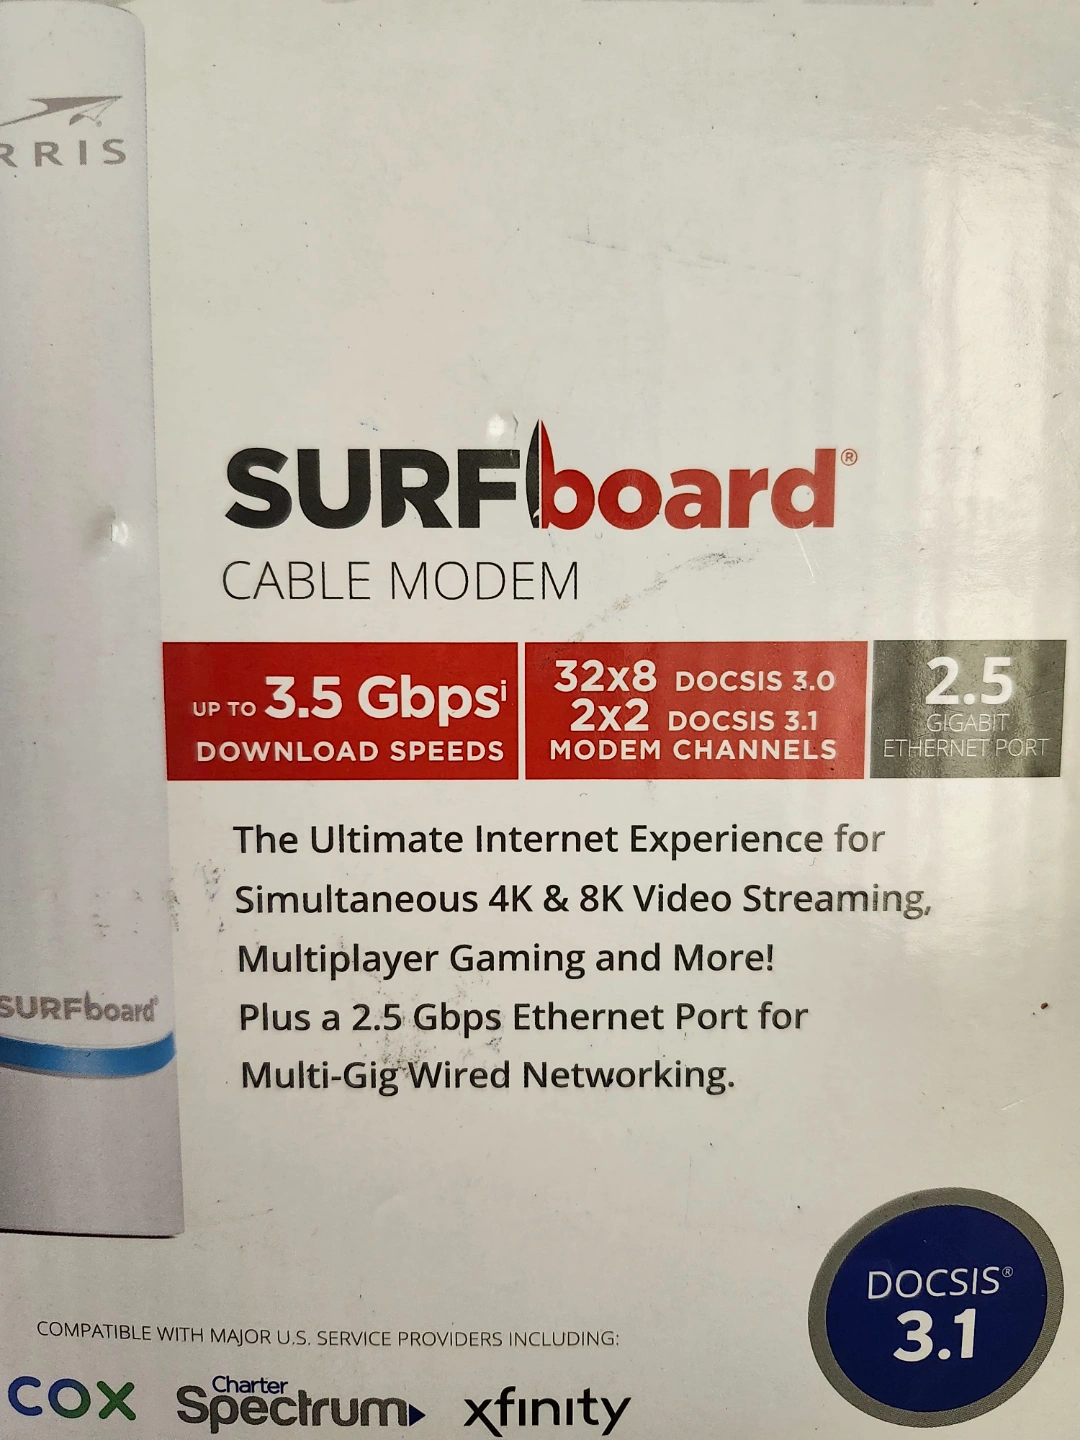 RRIS
SURFboard®
CABLE MODEM
UP TO 3.5 Gbpsⁱ
DOWNLOAD SPEEDS
32x8 DOCSIS 3.0
2x2 DOCSIS 3.1
MODEM CHANNELS
2.5
GIGABIT
ETHERNET PORT
The Ultimate Internet Experience for
Simultaneous 4K & 8K Video Streaming,
Multiplayer Gaming and More!
Plus a 2.5 Gbps Ethernet Port for
Multi-Gig Wired Networking.
SURFboard®
DOCSIS®
3.1
COMPATIBLE WITH MAJOR U.S. SERVICE PROVIDERS INCLUDING:
COX
Charter
Spectrum
xfinity